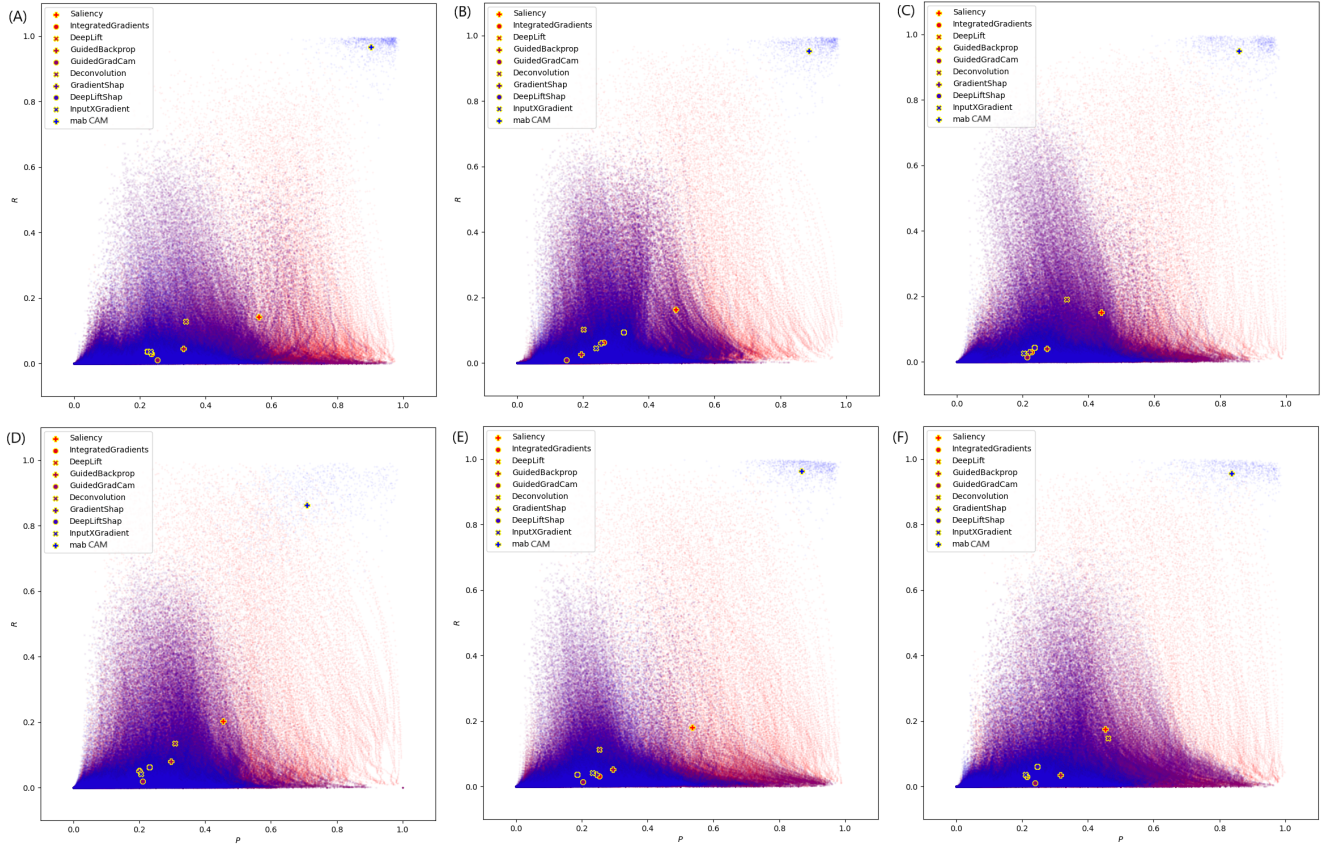 (A)
Saliency
IntegratedGradients
DeepLift
GuidedBackprop
GuidedGradCam
Deconvolution
GradientShap
DeepLiftShap
InputXGradient
mab CAM
1.0
0.8
0.6
0.4
0.2
0.0
R
0.0 0.2 0.4 0.6 0.8 1.0
(B)
Saliency
IntegratedGradients
DeepLift
GuidedBackprop
GuidedGradCam
Deconvolution
GradientShap
DeepLiftShap
InputXGradient
mab CAM
1.0
0.8
0.6
0.4
0.2
0.0
0.0 0.2 0.4 0.6 0.8 1.0
(C)
Saliency
IntegratedGradients
DeepLift
GuidedBackprop
GuidedGradCam
Deconvolution
GradientShap
DeepLiftShap
InputXGradient
mab CAM
1.0
0.8
0.6
0.4
0.2
0.0
0.0 0.2 0.4 0.6 0.8 1.0
(D)
Saliency
IntegratedGradients
DeepLift
GuidedBackprop
GuidedGradCam
Deconvolution
GradientShap
DeepLiftShap
InputXGradient
mab CAM
1.0
0.8
0.6
0.4
0.2
0.0
R
0.0 0.2 0.4 0.6 0.8 1.0
P
(E)
Saliency
IntegratedGradients
DeepLift
GuidedBackprop
GuidedGradCam
Deconvolution
GradientShap
DeepLiftShap
InputXGradient
mab CAM
1.0
0.8
0.6
0.4
0.2
0.0
0.0 0.2 0.4 0.6 0.8 1.0
P
(F)
Saliency
IntegratedGradients
DeepLift
GuidedBackprop
GuidedGradCam
Deconvolution
GradientShap
DeepLiftShap
InputXGradient
mab CAM
1.0
0.8
0.6
0.4
0.2
0.0
0.0 0.2 0.4 0.6 0.8 1.0
P